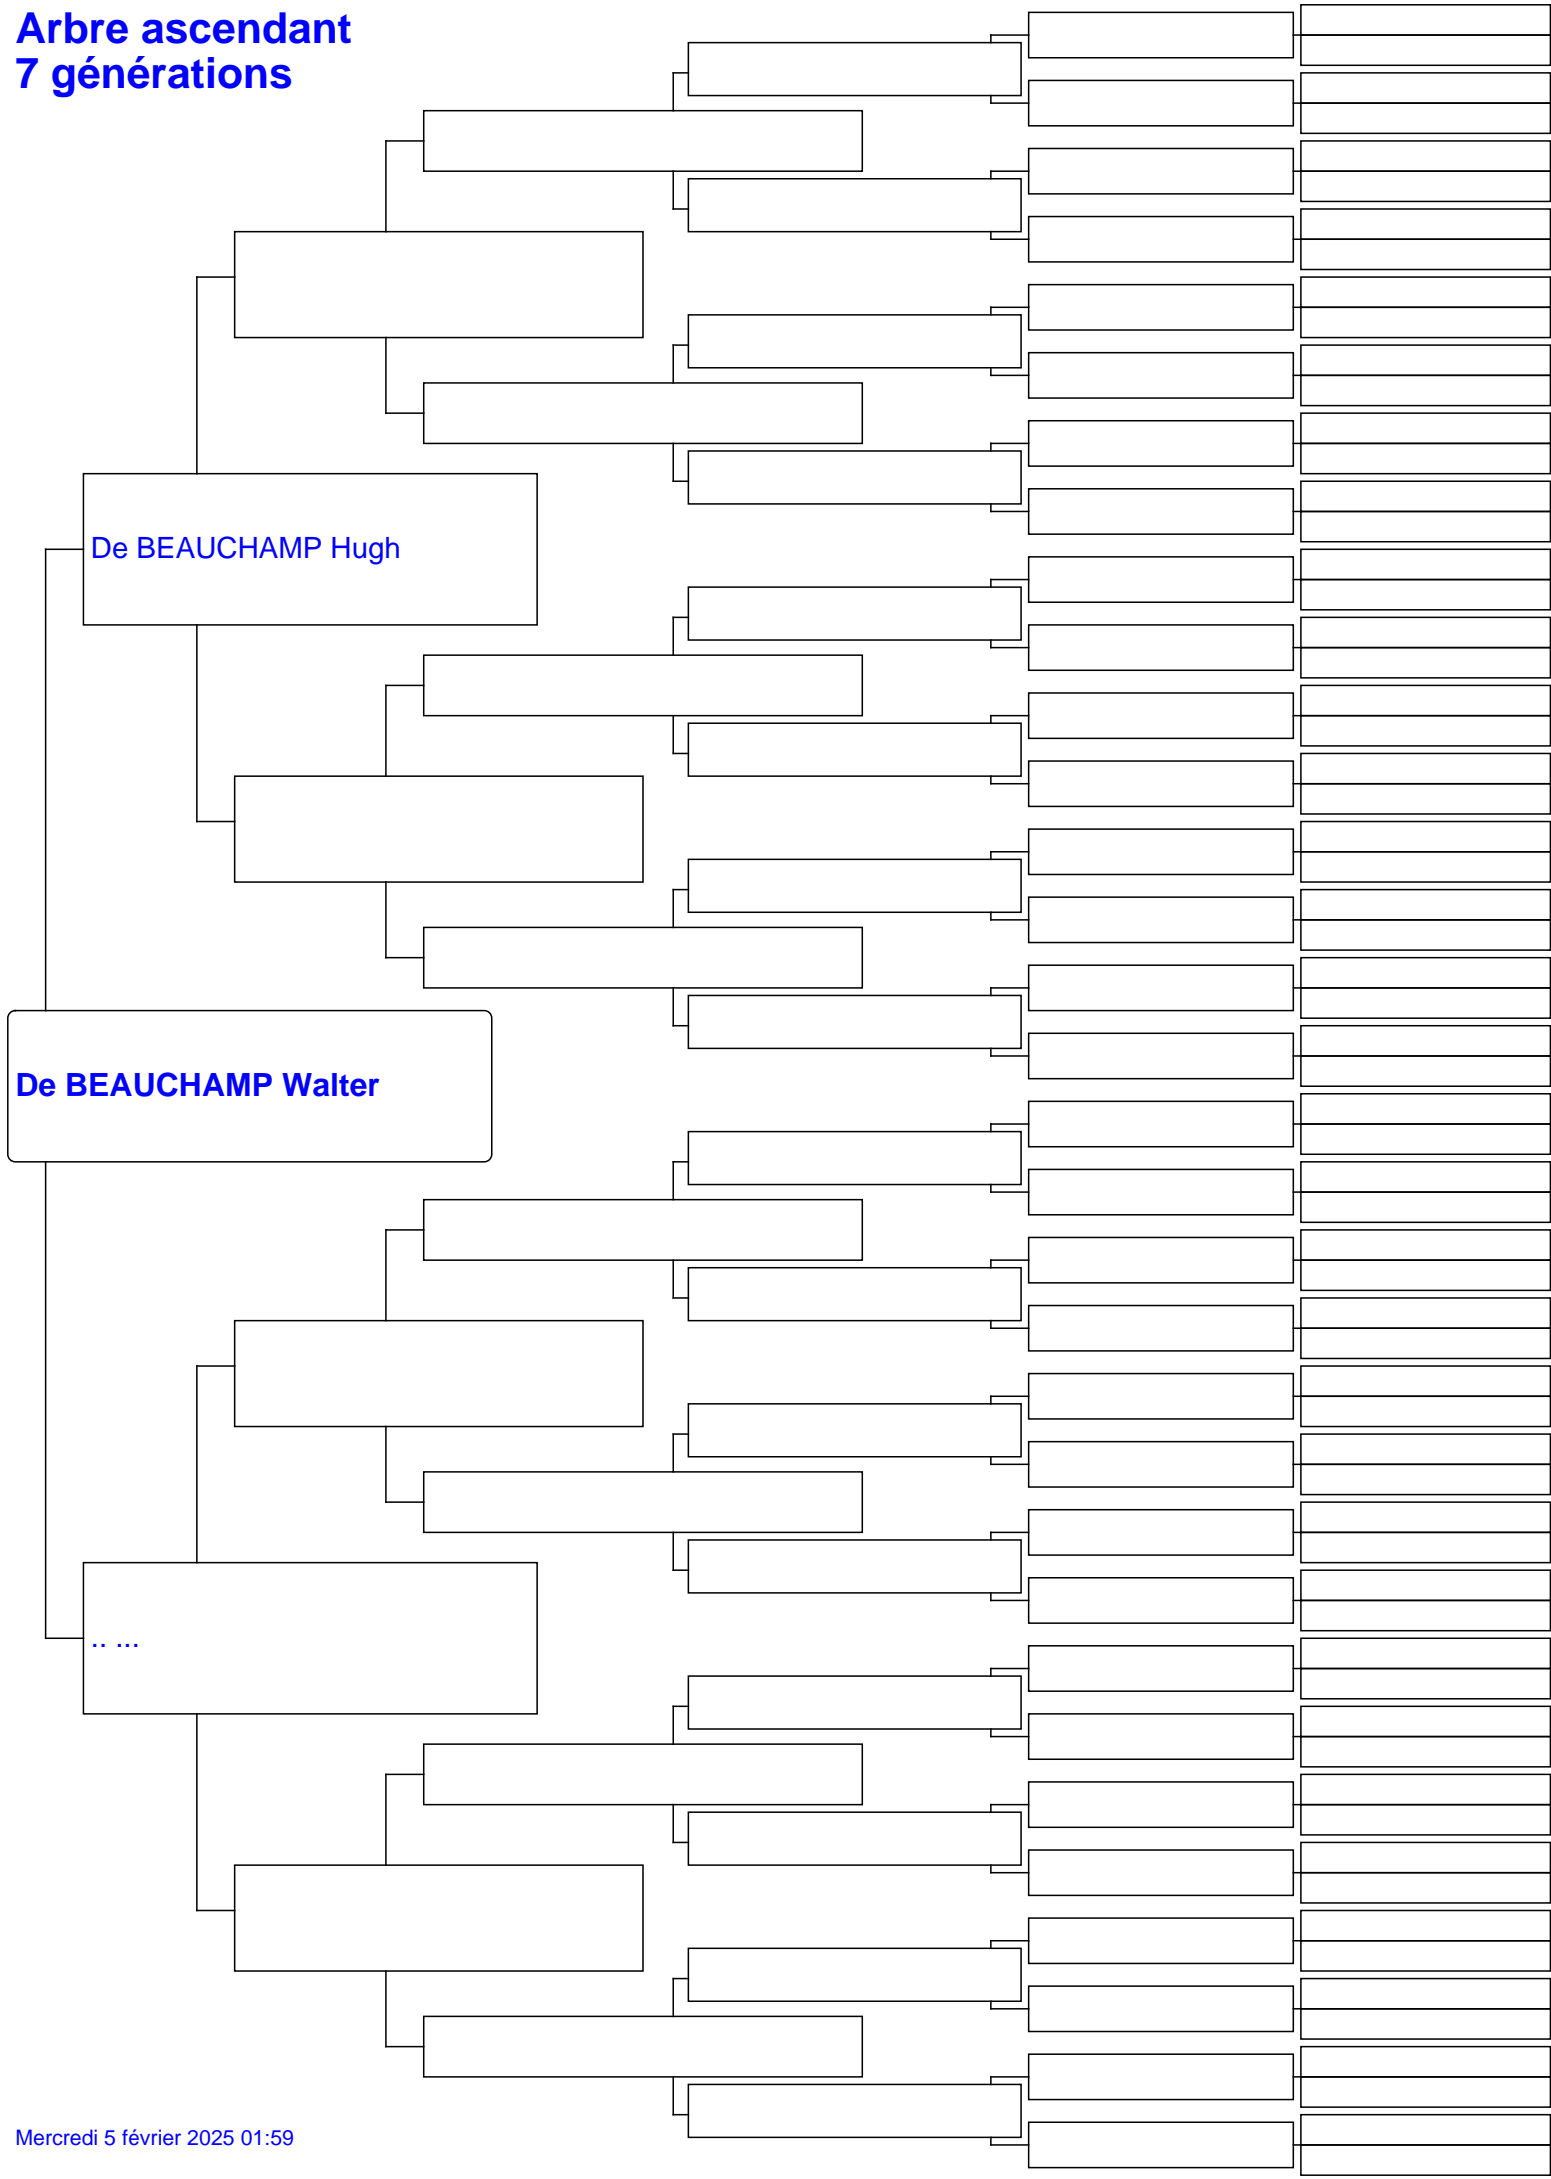 Arbre ascendant
7 générations
De BEAUCHAMP Hugh
De BEAUCHAMP Walter
.. ...
Mercredi 5 février 2025 01:59